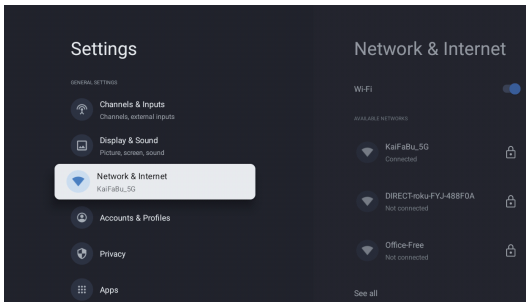 Settings
GENERAL SETTINGS
Channels & Inputs
Channels, external inputs
Display & Sound
Picture, screen, sound
Network & Internet
KaiFaBu_5G
Accounts & Profiles
Privacy
Apps
Network & Internet
Wi-Fi
AVAILABLE NETWORKS
KaiFaBu_5G
Connected
DIRECT-roku-FYJ-488F0A
Not connected
Office-Free
Not connected
See all